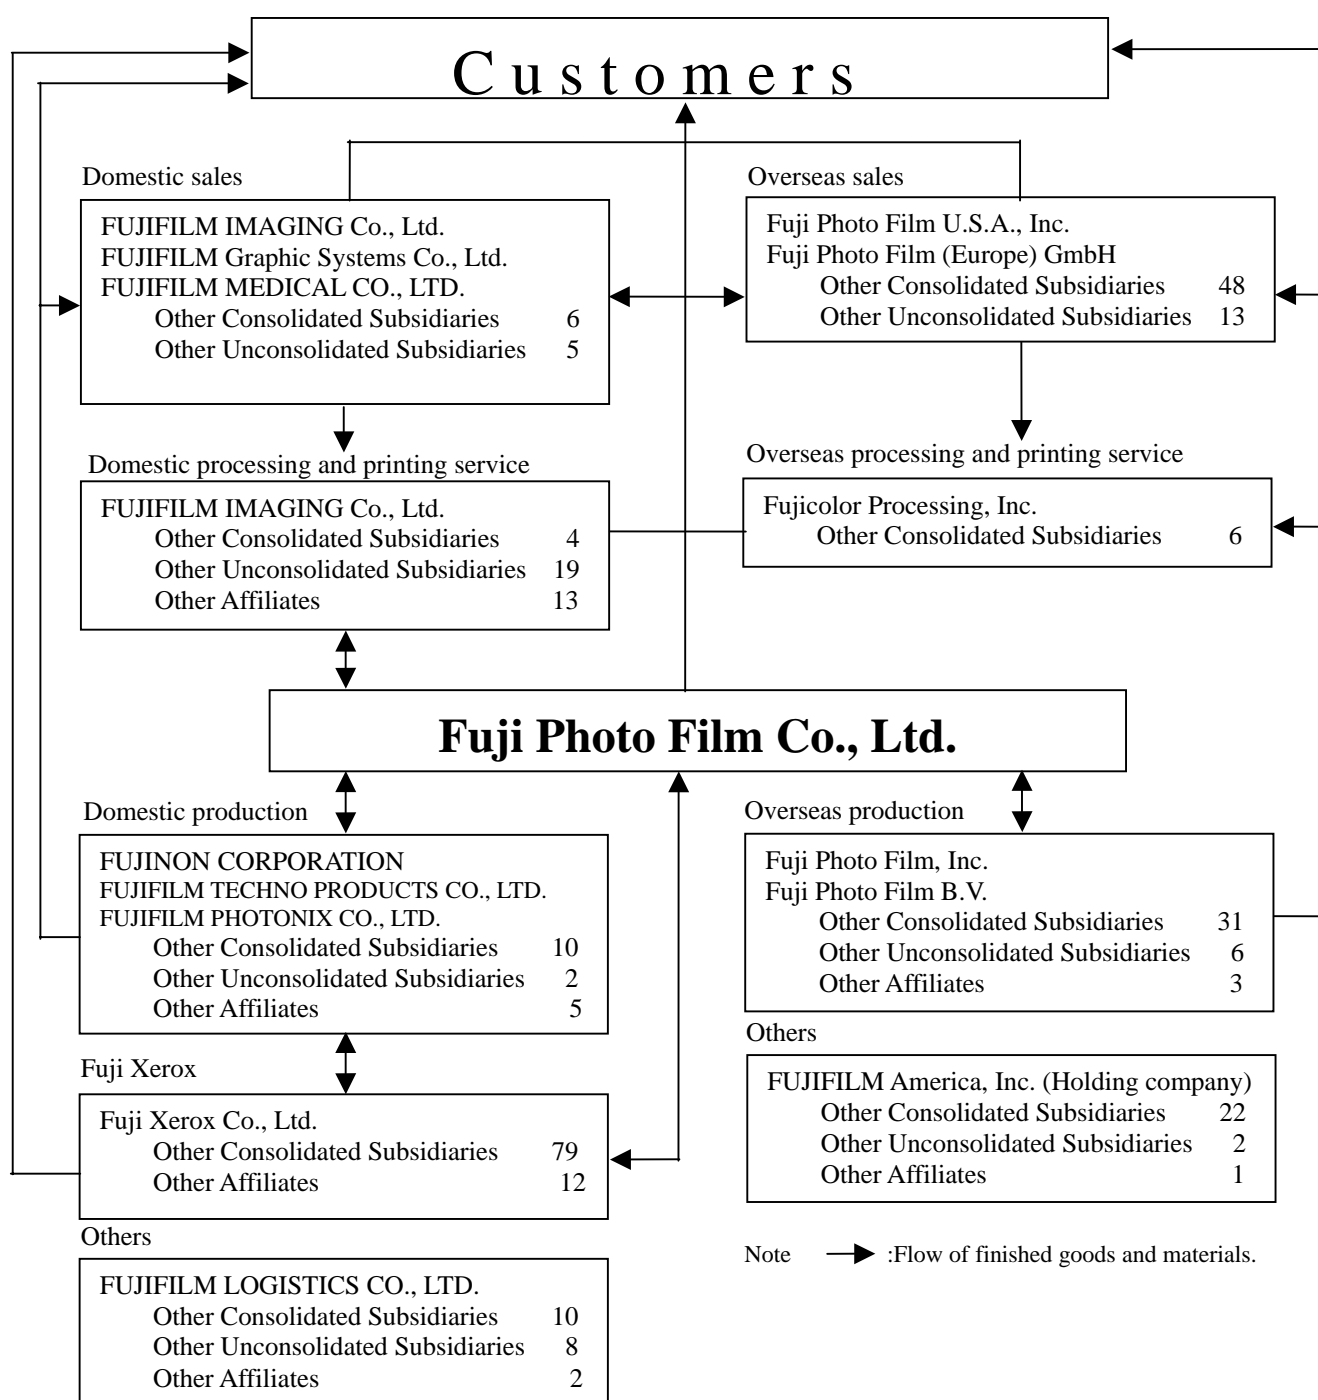 Customers
Domestic sales
FUJIFILM IMAGING Co., Ltd.
FUJIFILM Graphic Systems Co., Ltd.
FUJIFILM MEDICAL CO., LTD.
Other Consolidated Subsidiaries 6
Other Unconsolidated Subsidiaries 5
Overseas sales
Fuji Photo Film U.S.A., Inc.
Fuji Photo Film (Europe) GmbH
Other Consolidated Subsidiaries 48
Other Unconsolidated Subsidiaries 13
Domestic processing and printing service
FUJIFILM IMAGING Co., Ltd.
Other Consolidated Subsidiaries 4
Other Unconsolidated Subsidiaries 19
Other Affiliates 13
Overseas processing and printing service
Fujicolor Processing, Inc.
Other Consolidated Subsidiaries 6
Fuji Photo Film Co., Ltd.
Domestic production
FUJINON CORPORATION
FUJIFILM TECHNO PRODUCTS CO., LTD.
FUJIFILM PHOTONIX CO., LTD.
Other Consolidated Subsidiaries 10
Other Unconsolidated Subsidiaries 2
Other Affiliates 5
Overseas production
Fuji Photo Film, Inc.
Fuji Photo Film B.V.
Other Consolidated Subsidiaries 31
Other Unconsolidated Subsidiaries 6
Other Affiliates 3
Fuji Xerox
Fuji Xerox Co., Ltd.
Other Consolidated Subsidiaries 79
Other Affiliates 12
Others
FUJIFILM America, Inc. (Holding company)
Other Consolidated Subsidiaries 22
Other Unconsolidated Subsidiaries 2
Other Affiliates 1
Others
FUJIFILM LOGISTICS CO., LTD.
Other Consolidated Subsidiaries 10
Other Unconsolidated Subsidiaries 8
Other Affiliates 2
Note :Flow of finished goods and materials.